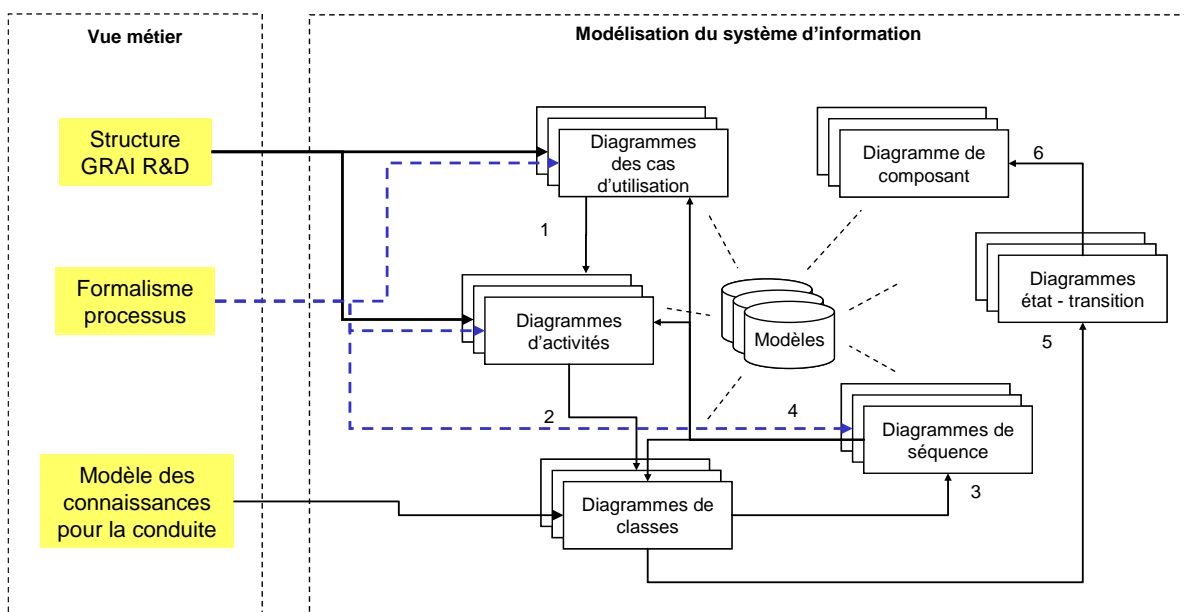 Vue métier
Modélisation du système d'information
Structure
GRAI R&D
Diagrammes
des cas
d'utilisation
Diagramme de
composant
6
1
Formalisme
processus
Diagrammes
d'activités
Modèles
Diagrammes
état - transition
5
2
4
Diagrammes de
séquence
3
Modèle des
connaissances
pour la conduite
Diagrammes de
classes